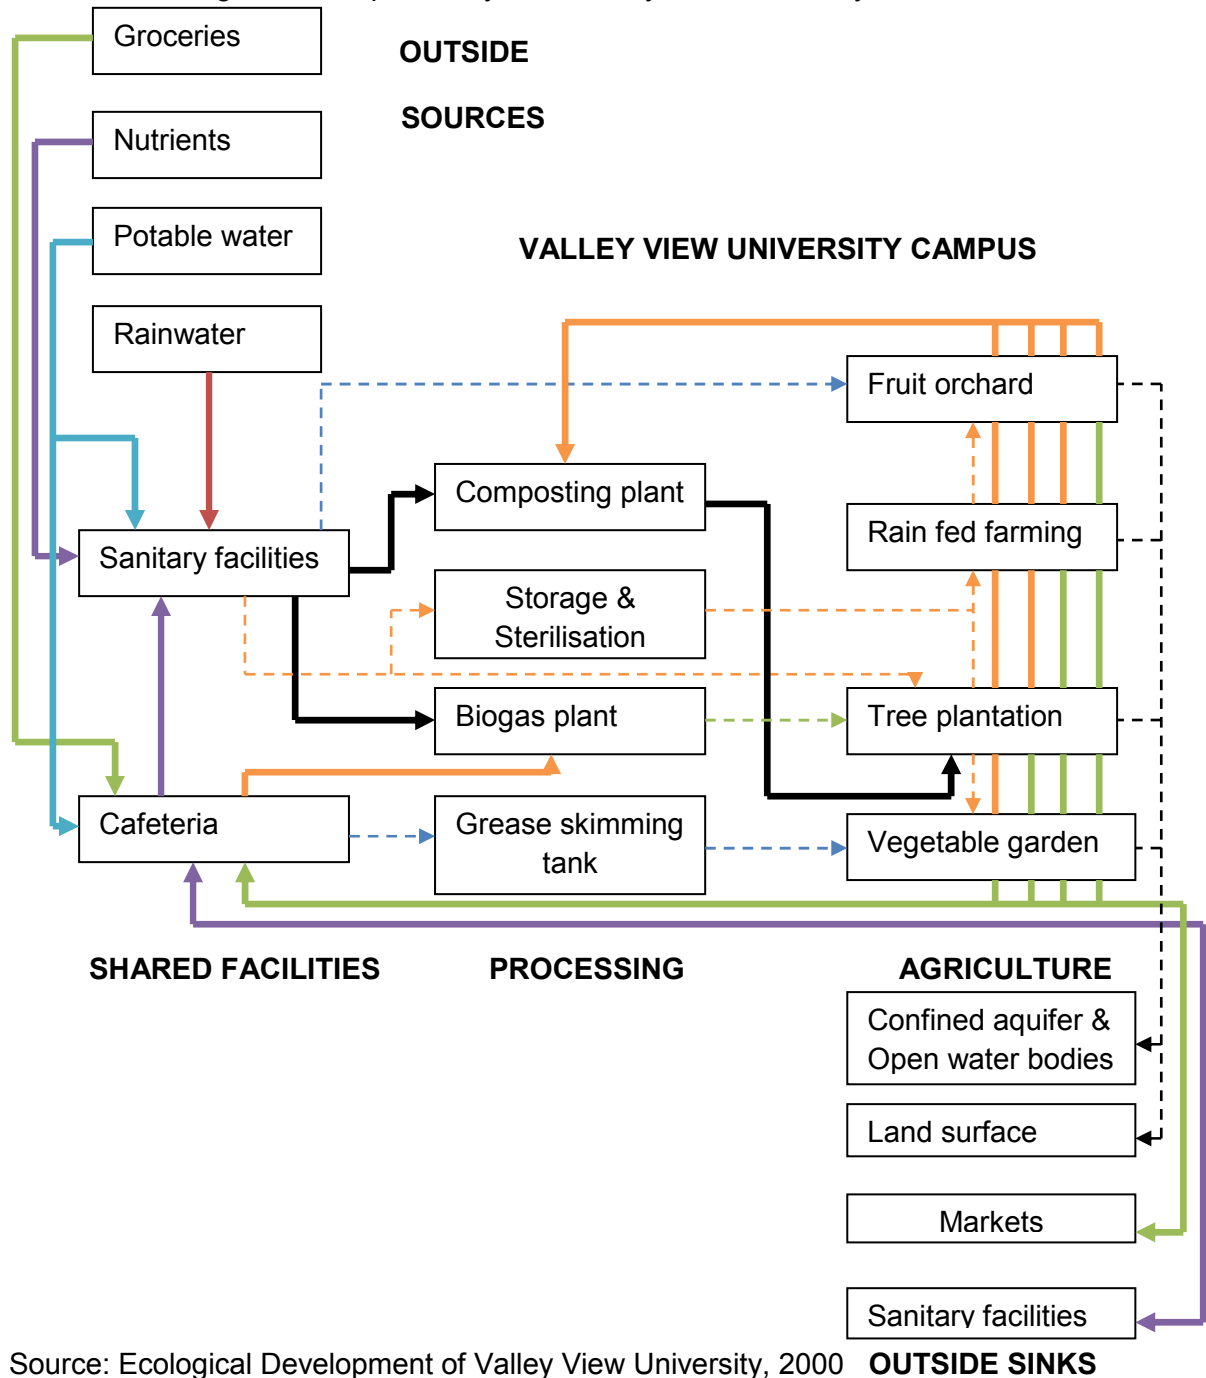 Groceries
OUTSIDE
SOURCES
Nutrients
Potable water
VALLEY VIEW UNIVERSITY CAMPUS
Rainwater
Fruit orchard
Composting plant
Rain fed farming
Sanitary facilities
Storage &
Sterilisation
Biogas plant
Tree plantation
Cafeteria
Grease skimming
tank
Vegetable garden
SHARED FACILITIES
PROCESSING
AGRICULTURE
Confined aquifer &
Open water bodies
Land surface
Markets
Sanitary facilities
Source: Ecological Development of Valley View University, 2000
OUTSIDE SINKS